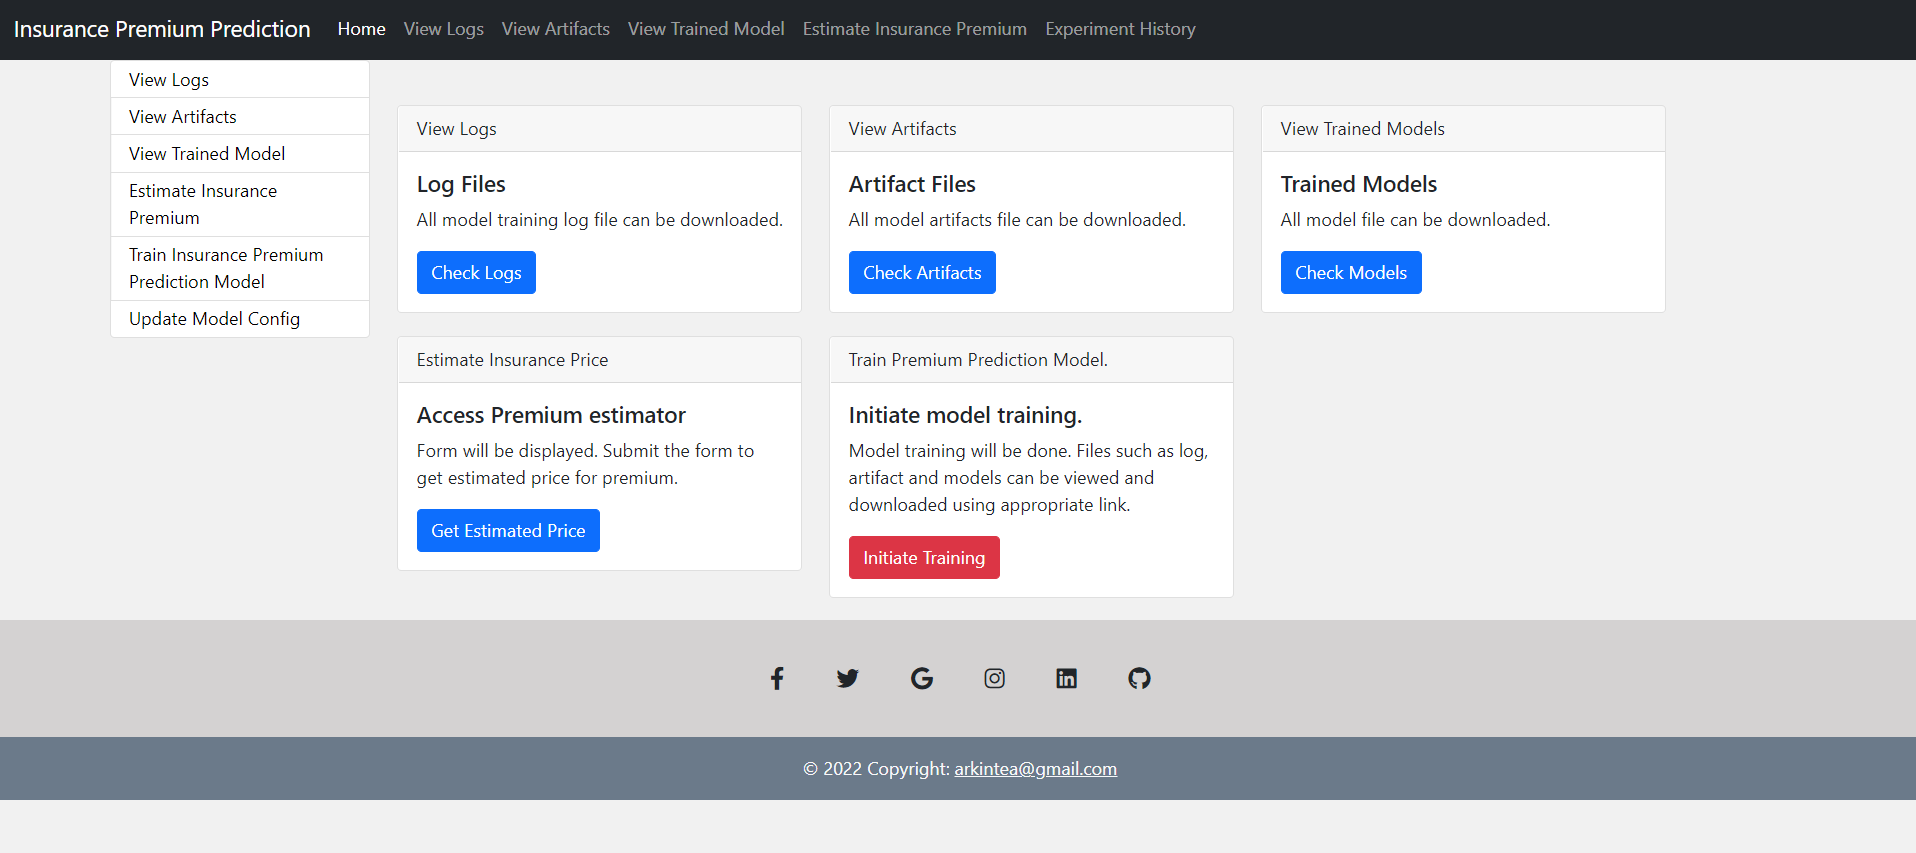 Insurance Premium Prediction Home View Logs View Artifacts View Trained Model Estimate Insurance Premium Experiment History
View Logs
View Artifacts
View Trained Model
Estimate Insurance
Premium
Train Insurance Premium
Prediction Model
Update Model Config
View Logs
Log Files
All model training log file can be downloaded.
Check Logs
View Artifacts
Artifact Files
All model artifacts file can be downloaded.
Check Artifacts
View Trained Models
Trained Models
All model file can be downloaded.
Check Models
Estimate Insurance Price
Access Premium estimator
Form will be displayed. Submit the form to
get estimated price for premium.
Get Estimated Price
Train Premium Prediction Model.
Initiate model training.
Model training will be done. Files such as log,
artifact and models can be viewed and
downloaded using appropriate link.
Initiate Training
© 2022 Copyright: arkintea@gmail.com